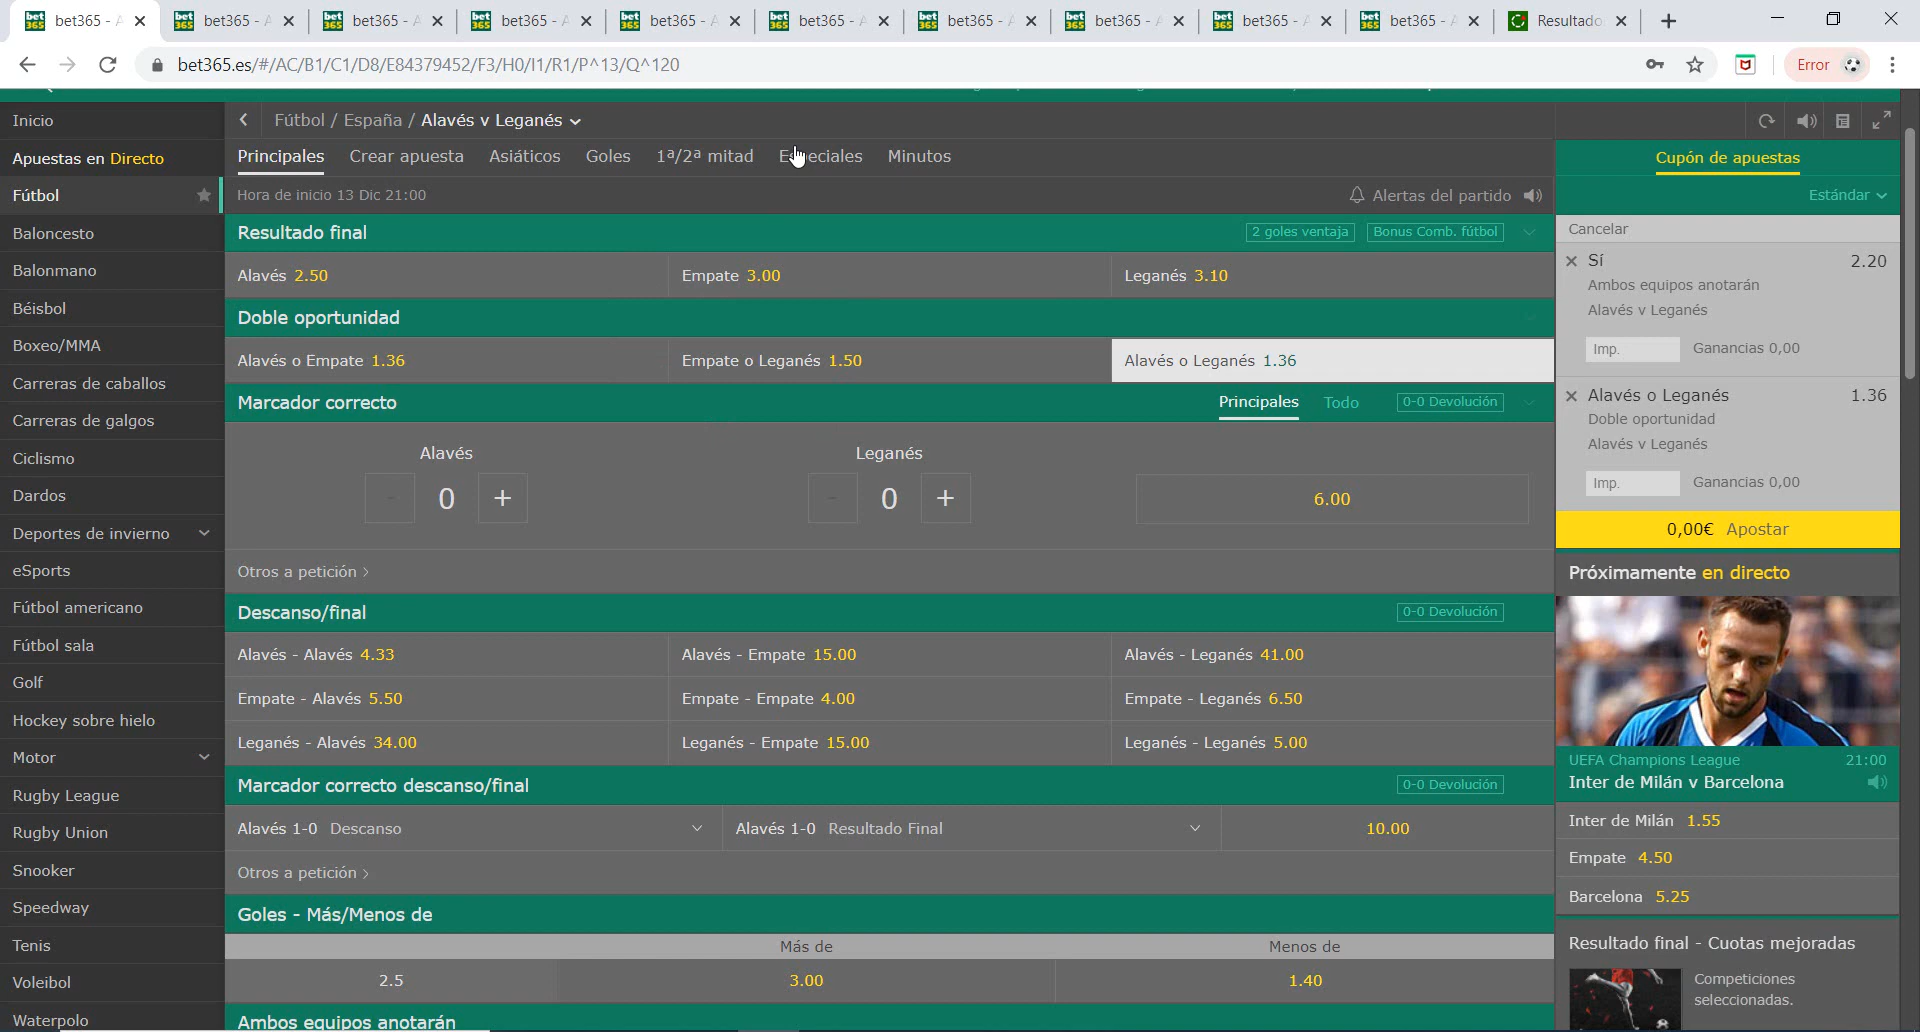 bet365 - A
bet365 - A
bet365 - A
bet365 - A
bet365 - A
bet365 - A
bet365 - A
bet365 - A
bet365 - A
bet365 - A
Resultado
bet365.es/#/AC/B1/C1/D8/E84379452/F3/H0/I1/R1/P^13/Q^120
Error
Inicio
Apuestas en Directo
Fútbol
Baloncesto
Balonmano
Béisbol
Boxeo/MMA
Carreras de caballos
Carreras de galgos
Ciclismo
Dardos
Deportes de invierno
eSports
Fútbol americano
Fútbol sala
Golf
Hockey sobre hielo
Motor
Rugby League
Rugby Union
Snooker
Speedway
Tenis
Voleibol
Waterpolo
Fútbol / España / Alavés v Leganés
Principales Crear apuesta Asiáticos Goles 1ª/2ª mitad Especiales Minutos
Hora de inicio 13 Dic 21:00 Alertas del partido
Resultado final 2 goles ventaja Bonus Comb. fútbol
Alavés 2.50 Empate 3.00 Leganés 3.10
Doble oportunidad
Alavés o Empate 1.36 Empate o Leganés 1.50 Alavés o Leganés 1.36
Marcador correcto Principales Todo 0-0 Devolución
Alavés Leganés
- 0 + - 0 + 6.00
Otros a petición >
Descanso/final 0-0 Devolución
Alavés - Alavés 4.33 Alavés - Empate 15.00 Alavés - Leganés 41.00
Empate - Alavés 5.50 Empate - Empate 4.00 Empate - Leganés 6.50
Leganés - Alavés 34.00 Leganés - Empate 15.00 Leganés - Leganés 5.00
Marcador correcto descanso/final 0-0 Devolución
Alavés 1-0 Descanso Alavés 1-0 Resultado Final 10.00
Otros a petición >
Goles - Más/Menos de
Más de Menos de
2.5 3.00 1.40
Ambos equipos anotarán
Cupón de apuestas
Estándar
Cancelar
Sí 2.20
Ambos equipos anotarán
Alavés v Leganés
Imp. Ganancias 0,00
Alavés o Leganés 1.36
Doble oportunidad
Alavés v Leganés
Imp. Ganancias 0,00
0,00€ Apostar
Próximamente en directo
UEFA Champions League 21:00
Inter de Milán v Barcelona
Inter de Milán 1.55
Empate 4.50
Barcelona 5.25
Resultado final - Cuotas mejoradas
Competiciones
seleccionadas.